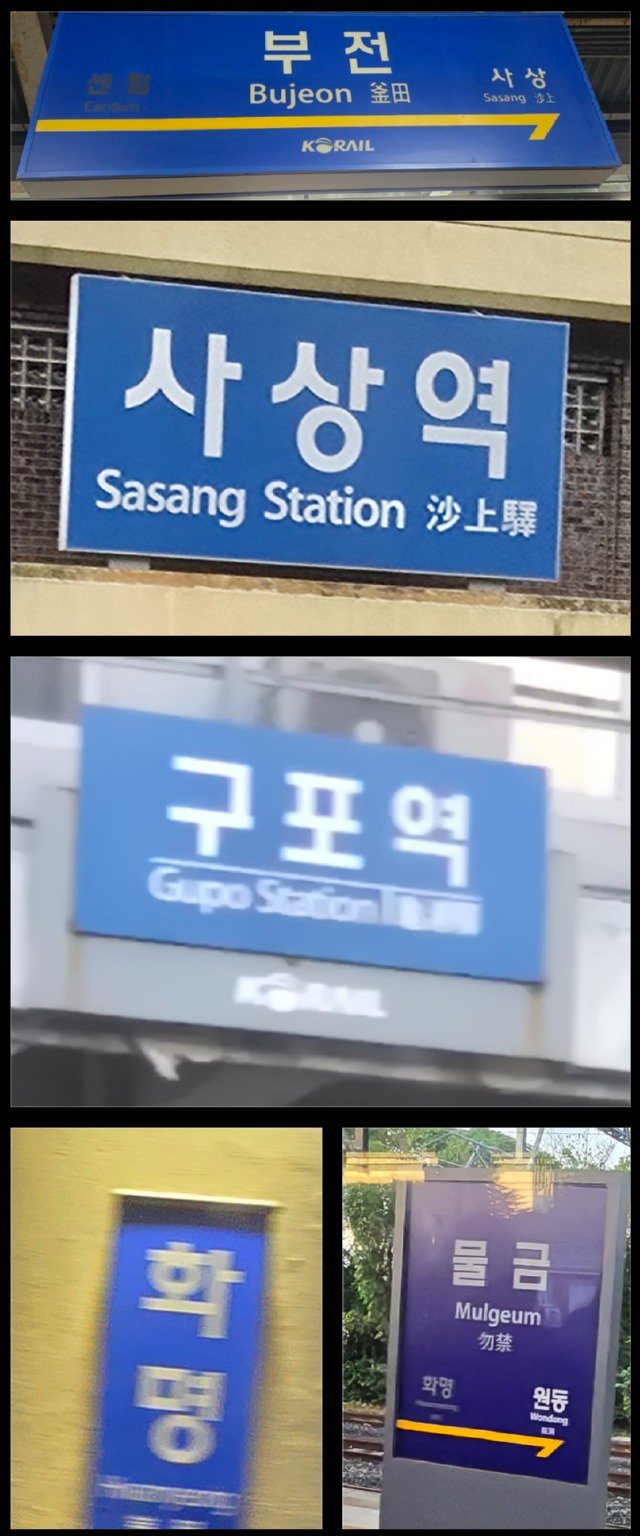 부전
Bujeon 釜田
센텀
Centum
사상
Sasang 沙上
KORAIL
사상역
Sasang Station 沙上驛
구포역
Gupo Station
KORAIL
화명
물금
Mulgeum
勿禁
화명
원동
Wondong